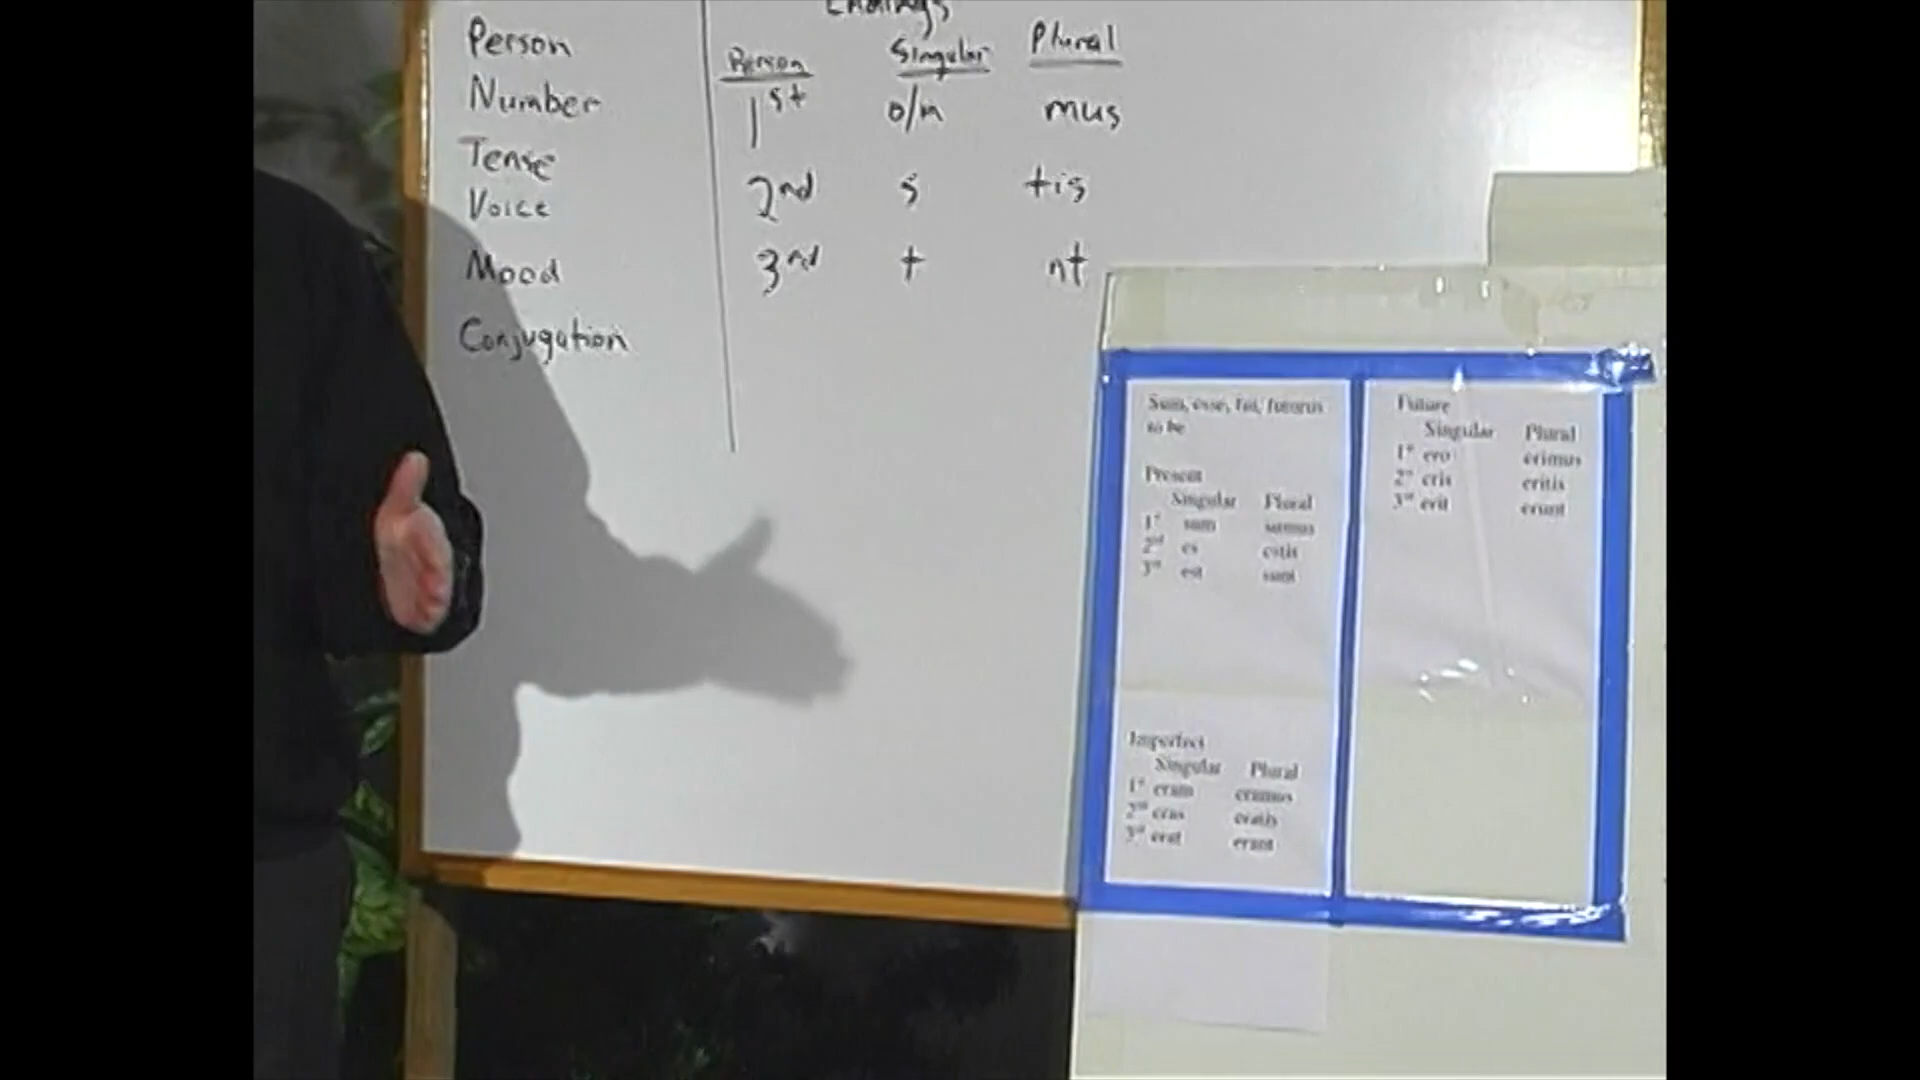 Person
Number
Tense
Voice
Mood
Conjugation
Endings
Person Singular Plural
1st o/m mus
2nd s tis
3nd t nt
Sum, esse, fui, futurus
to be
Present
Singular Plural
1st sum sumus
2nd es estis
3rd est sunt
Imperfect
Singular Plural
1st eram eramus
2nd eras eratis
3rd erat erant
Future
Singular Plural
1st ero erimus
2nd eris eritis
3rd erit erunt